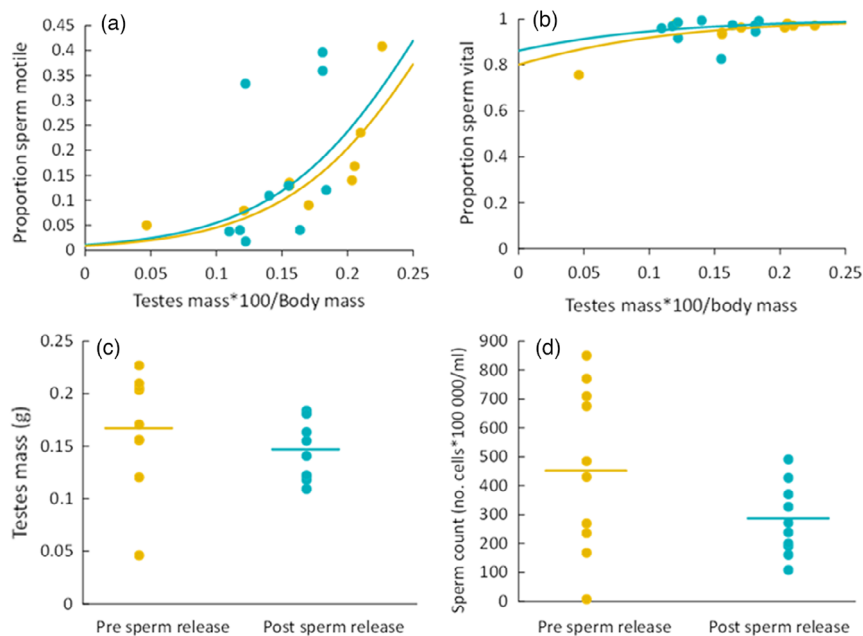 (a)
0.45
0.4
0.35
0.3
0.25
0.2
0.15
0.1
0.05
0
Proportion sperm motile
0 0.05 0.1 0.15 0.2 0.25
Testes mass*100/Body mass
(b)
1
0.8
0.6
0.4
0.2
0
Proportion sperm vital
0 0.05 0.1 0.15 0.2 0.25
Testes mass*100/body mass
(c)
0.25
0.2
0.15
0.1
0.05
0
Testes mass (g)
Pre sperm release Post sperm release
(d)
900
800
700
600
500
400
300
200
100
0
Sperm count (no. cells*100 000/ml)
Pre sperm release Post sperm release